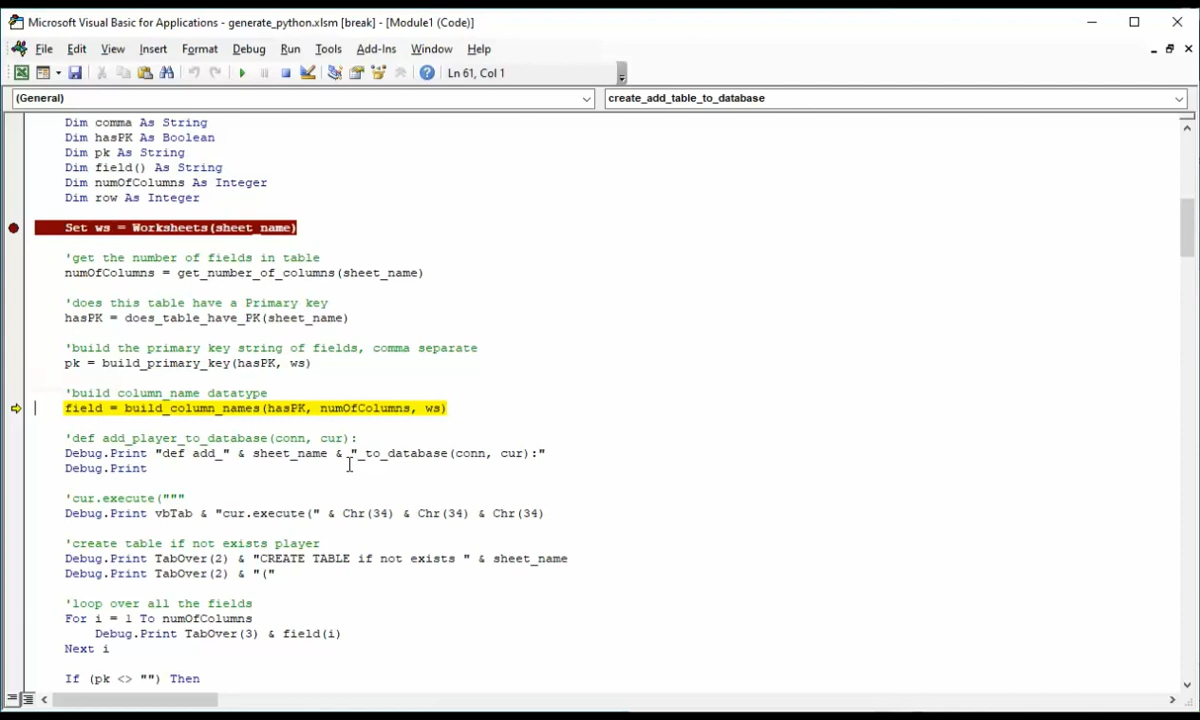 Microsoft Visual Basic for Applications - generate_python.xlsm [break] - [Module1 (Code)]
File Edit View Insert Format Debug Run Tools Add-Ins Window Help
Ln 61, Col 1
(General) create_add_table_to_database
Dim comma As String
Dim hasPK As Boolean
Dim pk As String
Dim field() As String
Dim numOfColumns As Integer
Dim row As Integer
Set ws = Worksheets(sheet_name)
'get the number of fields in table
numOfColumns = get_number_of_columns(sheet_name)
'does this table have a Primary key
hasPK = does_table_have_PK(sheet_name)
'build the primary key string of fields, comma separate
pk = build_primary_key(hasPK, ws)
'build column_name datatype
field = build_column_names(hasPK, numOfColumns, ws)
'def add_player_to_database(conn, cur):
Debug.Print "def add_" & sheet_name & "_to_database(conn, cur):"
Debug.Print
'cur.execute("""
Debug.Print vbTab & "cur.execute(" & Chr(34) & Chr(34) & Chr(34)
'create table if not exists player
Debug.Print TabOver(2) & "CREATE TABLE if not exists " & sheet_name
Debug.Print TabOver(2) & "("
'loop over all the fields
For i = 1 To numOfColumns
Debug.Print TabOver(3) & field(i)
Next i
If (pk <> "") Then